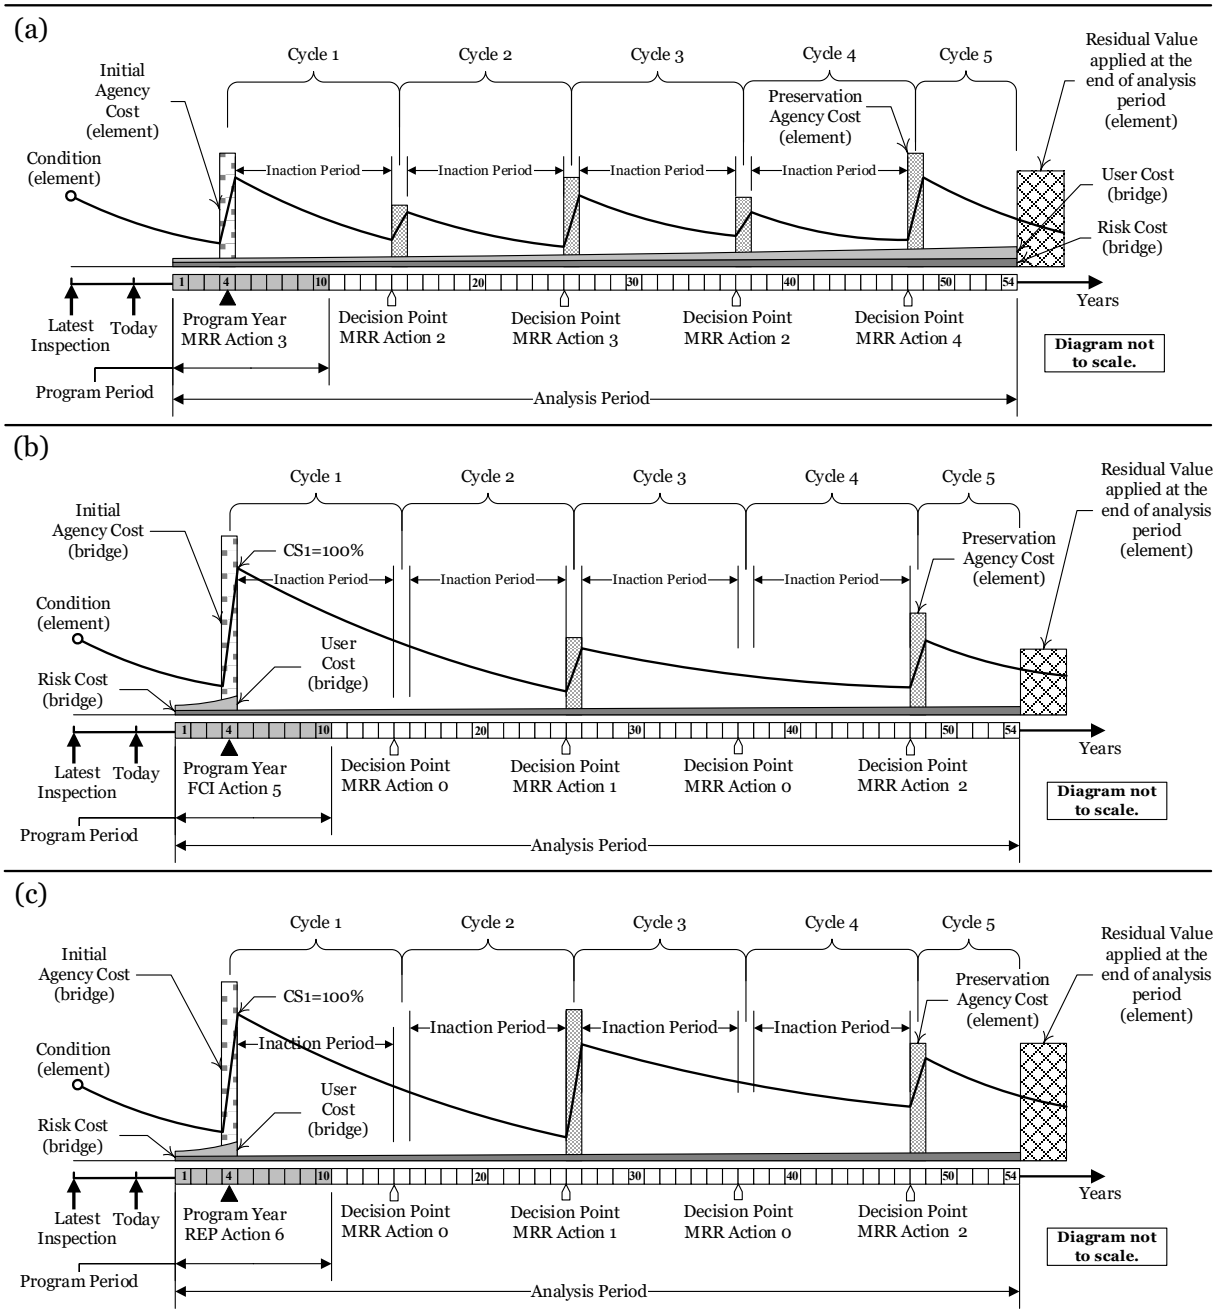 (a)
Cycle 1
Cycle 2
Cycle 3
Cycle 4
Cycle 5
Residual Value
applied at the
end of analysis
period
(element)
Initial
Agency
Cost
(element)
Preservation
Agency Cost
(element)
Condition
(element)
Inaction Period
Inaction Period
Inaction Period
Inaction Period
User Cost
(bridge)
Risk Cost
(bridge)
1
4
10
20
30
40
50
54
Years
Latest
Inspection
Today
Program Year
MRR Action 3
Decision Point
MRR Action 2
Decision Point
MRR Action 3
Decision Point
MRR Action 2
Decision Point
MRR Action 4
Diagram not
to scale.
Program Period
Analysis Period
(b)
Cycle 1
Cycle 2
Cycle 3
Cycle 4
Cycle 5
Residual Value
applied at the
end of analysis
period
(element)
Initial
Agency Cost
(bridge)
CS1=100%
Preservation
Agency Cost
(element)
Inaction Period
Inaction Period
Inaction Period
Inaction Period
Condition
(element)
User
Cost
(bridge)
Risk Cost
(bridge)
1
4
10
20
30
40
50
54
Years
Latest
Inspection
Today
Program Year
FCI Action 5
Decision Point
MRR Action 0
Decision Point
MRR Action 1
Decision Point
MRR Action 0
Decision Point
MRR Action 2
Diagram not
to scale.
Program Period
Analysis Period
(c)
Cycle 1
Cycle 2
Cycle 3
Cycle 4
Cycle 5
Residual Value
applied at the
end of analysis
period
(element)
Initial
Agency Cost
(bridge)
CS1=100%
Preservation
Agency Cost
(element)
Inaction Period
Inaction Period
Inaction Period
Inaction Period
Condition
(element)
User
Cost
(bridge)
Risk Cost
(bridge)
1
4
10
20
30
40
50
54
Years
Latest
Inspection
Today
Program Year
REP Action 6
Decision Point
MRR Action 0
Decision Point
MRR Action 1
Decision Point
MRR Action 0
Decision Point
MRR Action 2
Diagram not
to scale.
Program Period
Analysis Period